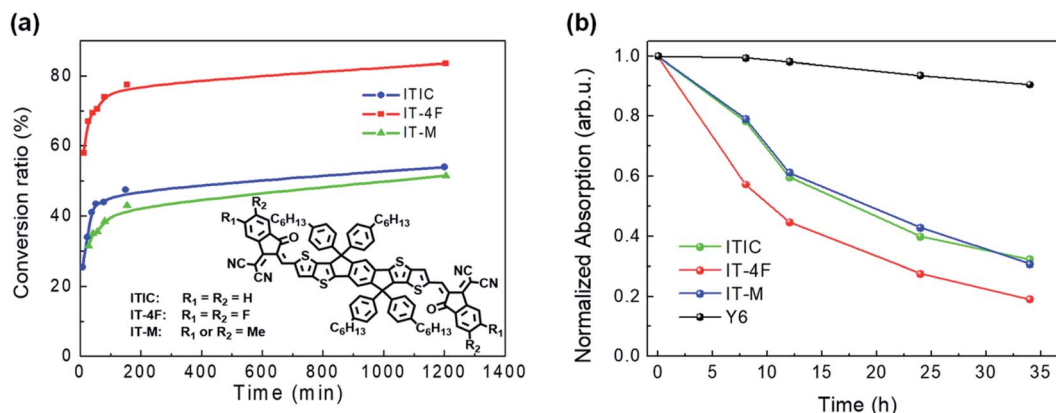 (a)
80
60
40
20
0
Conversion ratio (%)
ITIC
IT-4F
IT-M
R₂
R₁
C₆H₁₃
C₆H₁₃
O
S
S
NC
CN
NC
CN
S
S
O
C₆H₁₃
C₆H₁₃
R₁
R₂
ITIC: R₁ = R₂ = H
IT-4F: R₁ = R₂ = F
IT-M: R₁ or R₂ = Me
0 200 400 600 800 1000 1200 1400
Time (min)
(b)
1.0
0.8
0.6
0.4
0.2
0.0
Normalized Absorption (arb.u.)
ITIC
IT-4F
IT-M
Y6
0 5 10 15 20 25 30 35
Time (h)